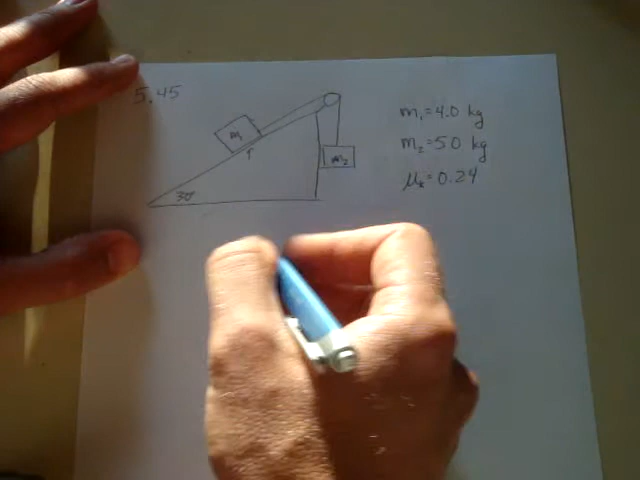 5.45
m₁
m₂
30°
m₁=4.0 kg
m₂=5.0 kg
μₖ=0.24